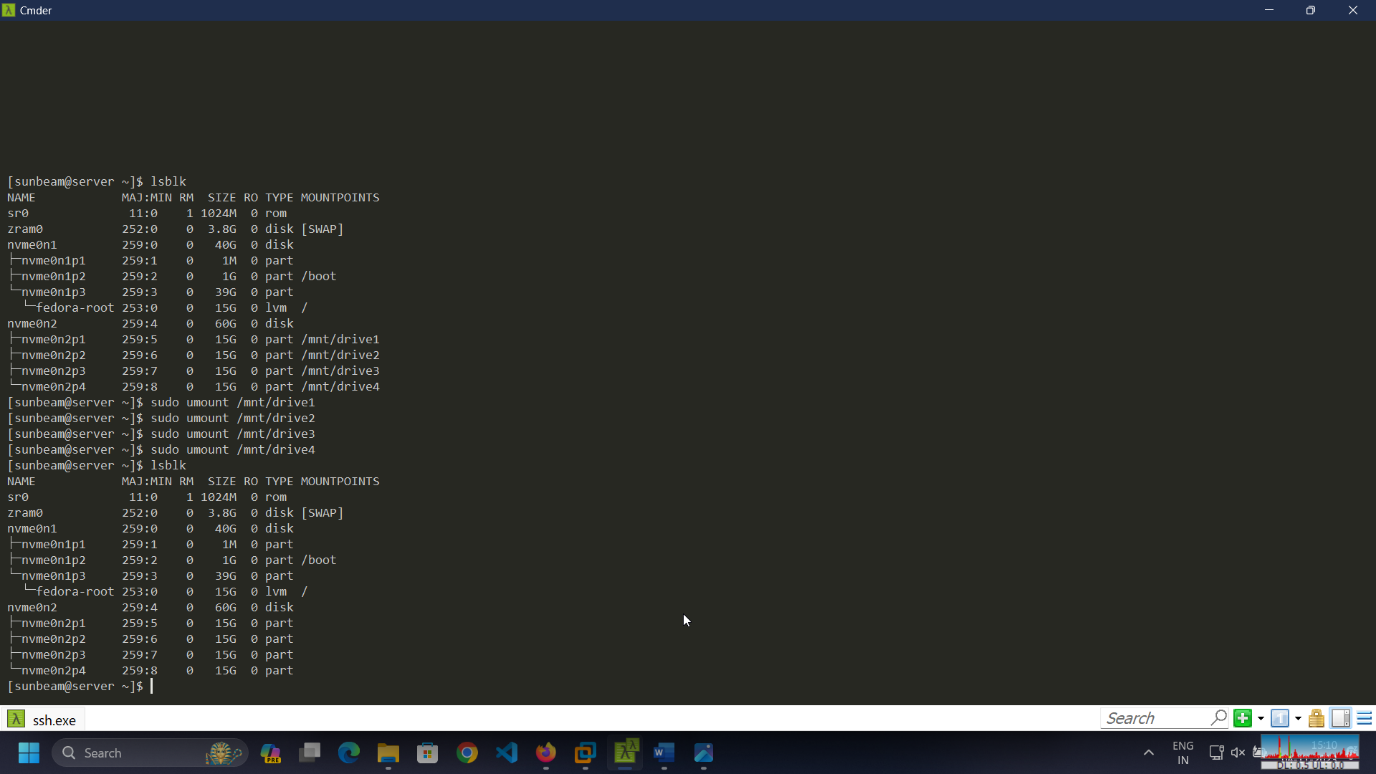 Cmder
[sunbeam@server ~]$ lsblk
NAME            MAJ:MIN RM  SIZE RO TYPE MOUNTPOINTS
sr0              11:0    1 1024M  0 rom
zram0           252:0    0  3.8G  0 disk [SWAP]
nvme0n1         259:0    0   40G  0 disk
├─nvme0n1p1     259:1    0    1M  0 part
├─nvme0n1p2     259:2    0    1G  0 part /boot
└─nvme0n1p3     259:3    0   39G  0 part
  └─fedora-root 253:0    0   15G  0 lvm  /
nvme0n2         259:4    0   60G  0 disk
├─nvme0n2p1     259:5    0   15G  0 part /mnt/drive1
├─nvme0n2p2     259:6    0   15G  0 part /mnt/drive2
├─nvme0n2p3     259:7    0   15G  0 part /mnt/drive3
└─nvme0n2p4     259:8    0   15G  0 part /mnt/drive4
[sunbeam@server ~]$ sudo umount /mnt/drive1
[sunbeam@server ~]$ sudo umount /mnt/drive2
[sunbeam@server ~]$ sudo umount /mnt/drive3
[sunbeam@server ~]$ sudo umount /mnt/drive4
[sunbeam@server ~]$ lsblk
NAME            MAJ:MIN RM  SIZE RO TYPE MOUNTPOINTS
sr0              11:0    1 1024M  0 rom
zram0           252:0    0  3.8G  0 disk [SWAP]
nvme0n1         259:0    0   40G  0 disk
├─nvme0n1p1     259:1    0    1M  0 part
├─nvme0n1p2     259:2    0    1G  0 part /boot
└─nvme0n1p3     259:3    0   39G  0 part
  └─fedora-root 253:0    0   15G  0 lvm  /
nvme0n2         259:4    0   60G  0 disk
├─nvme0n2p1     259:5    0   15G  0 part
├─nvme0n2p2     259:6    0   15G  0 part
├─nvme0n2p3     259:7    0   15G  0 part
└─nvme0n2p4     259:8    0   15G  0 part
[sunbeam@server ~]$
ssh.exe
Search
Search
PRE
ENG
IN
15:10
DL: 0.5 UL: 0.0